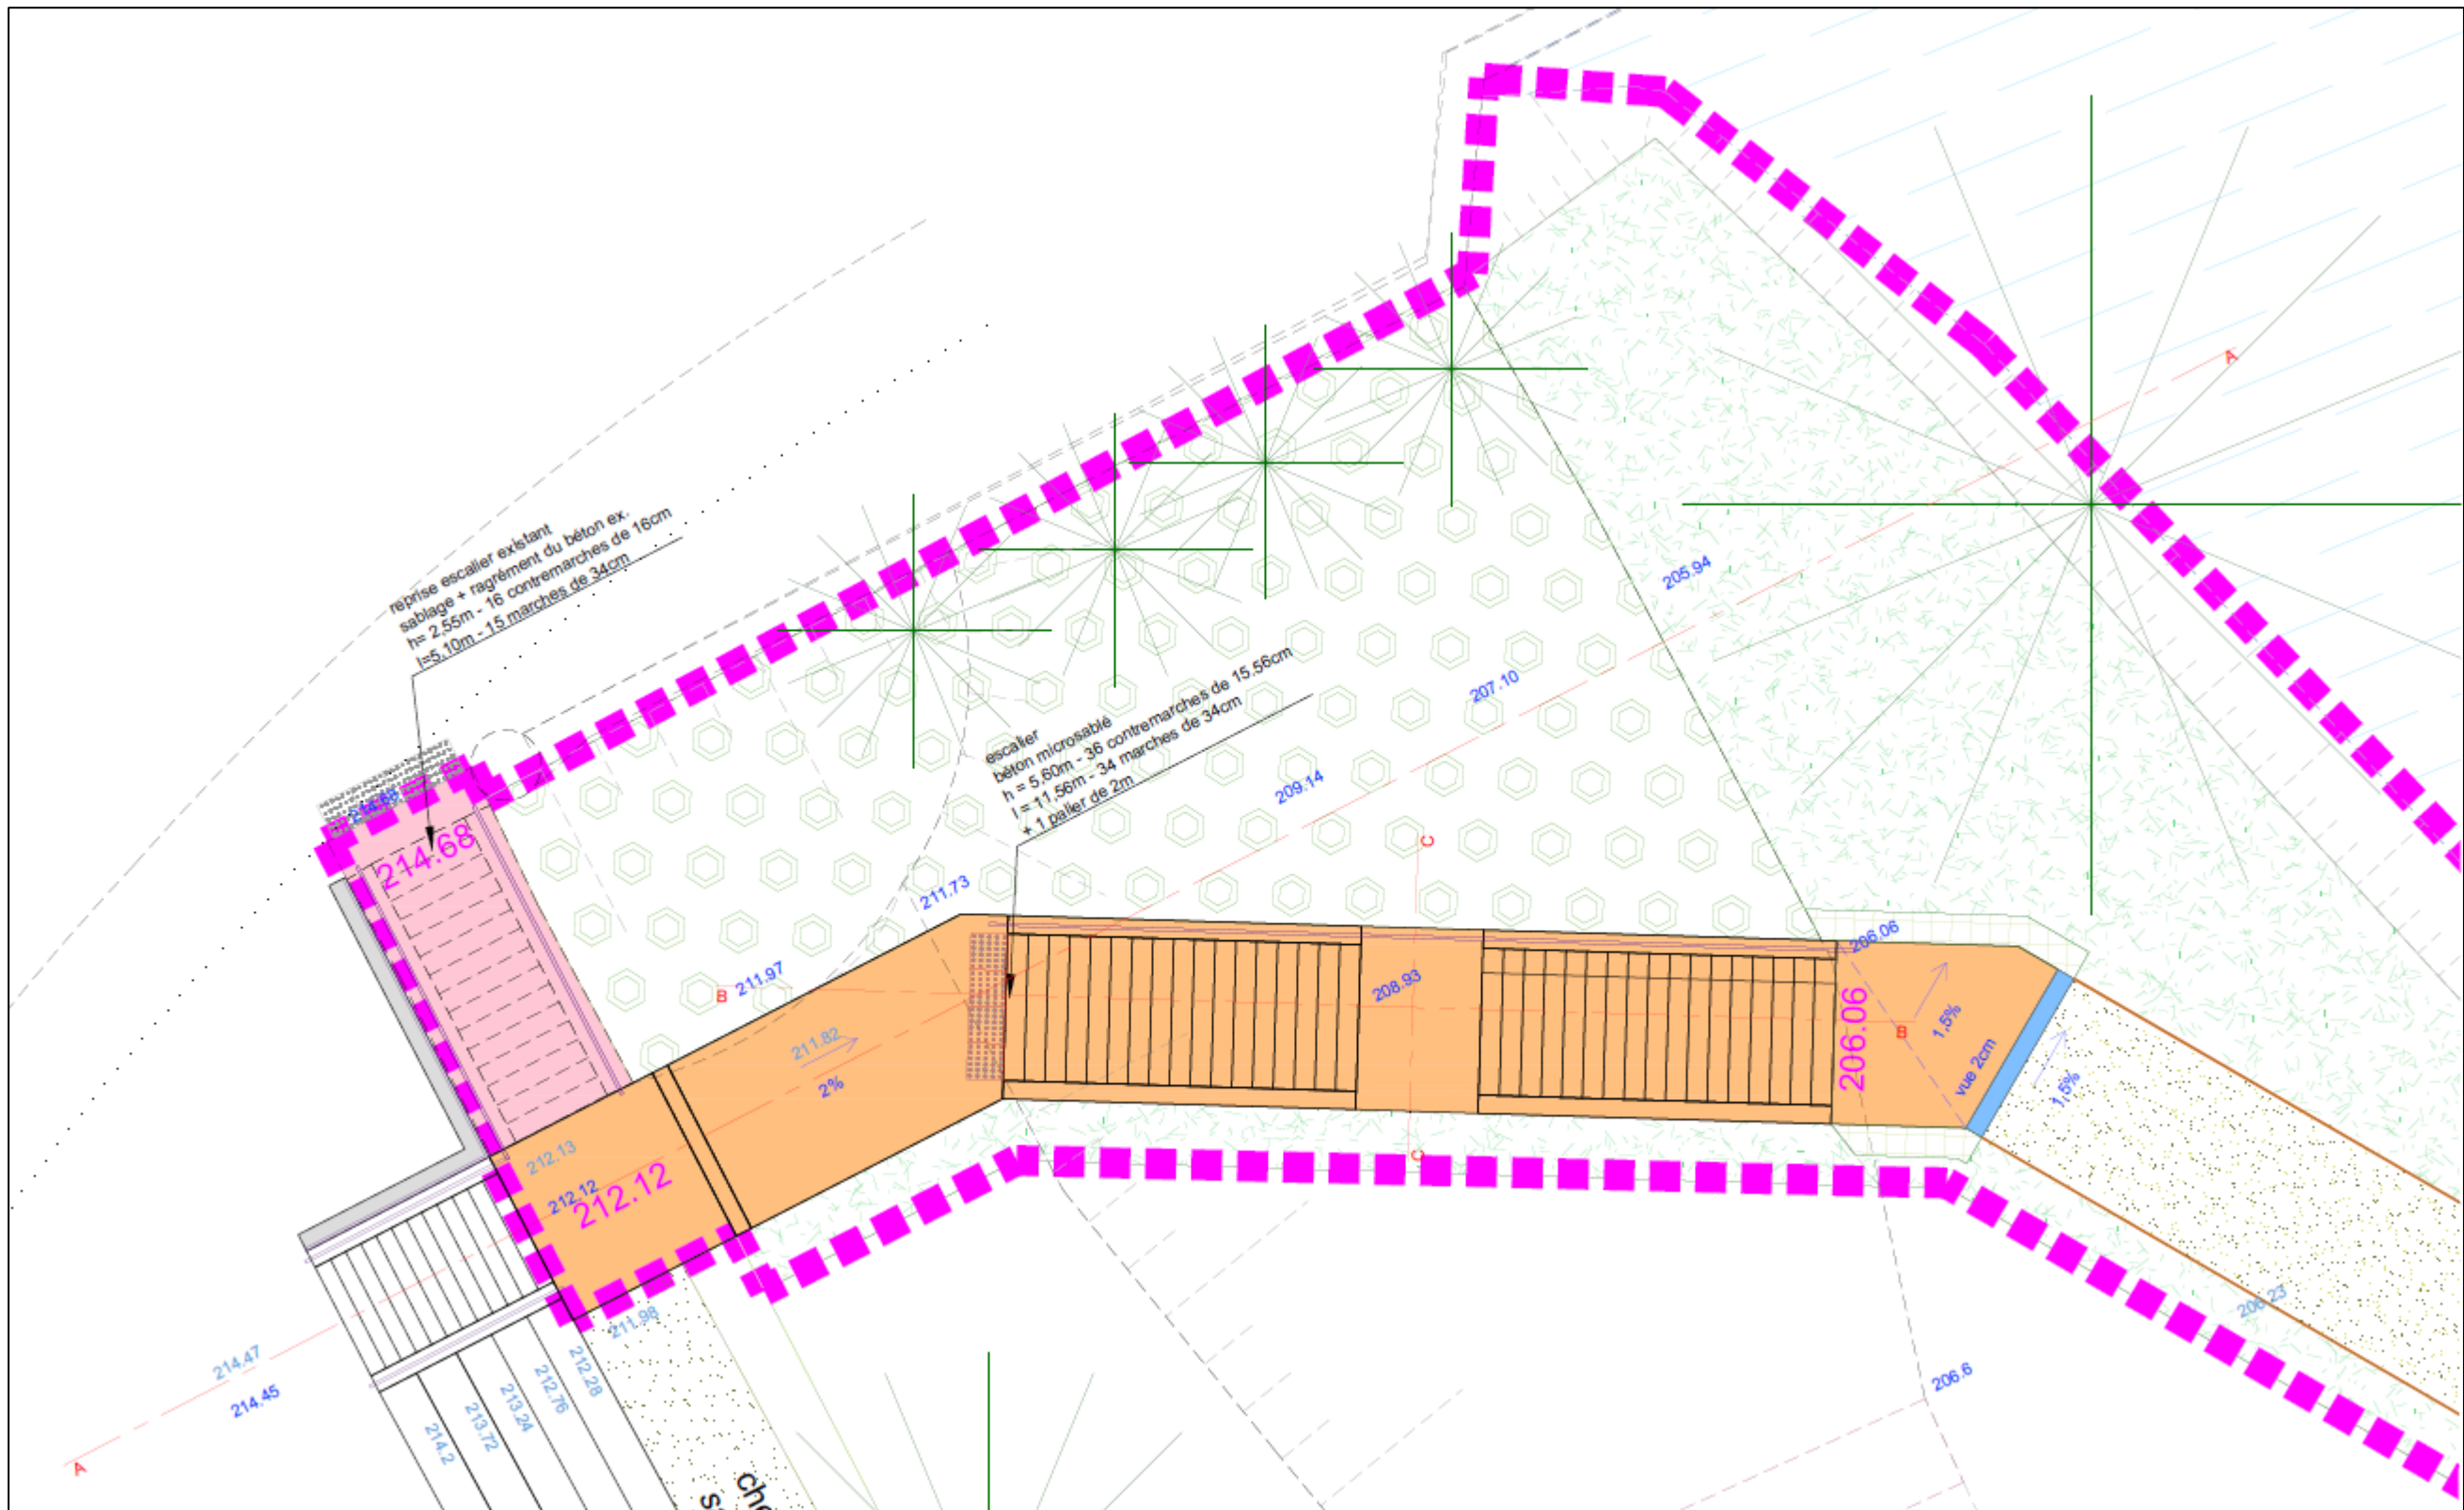 reprise escalier existant
sablage + ragrément du béton ex.
h= 2,55m - 16 contremarches de 16cm
l=5,10m - 15 marches de 34cm
escalier
béton microsablé
h = 5,60m - 36 contremarches de 15,56cm
l = 11,56m - 34 marches de 34cm
+ 1 palier de 2m
A
205.94
207.10
209.14
C
214.68
214.68
211.73
211.97
B
211.82
2%
208.93
206.06
206.06
B
1,5%
vue 2cm
1,5%
212.13
212.12
212.12
C
211.98
206.23
206.6
214.47
214.45
A
214.2
213.72
213.24
212.76
212.28